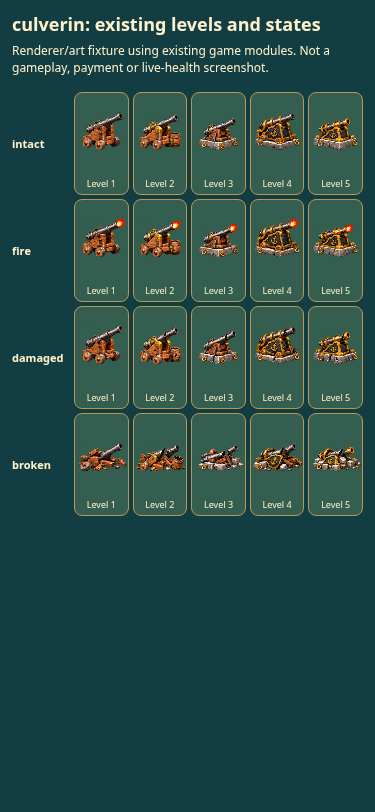 culverin: existing levels and states
Renderer/art fixture using existing game modules. Not a
gameplay, payment or live-health screenshot.
intact
Level 1 Level 2 Level 3 Level 4 Level 5
fire
Level 1 Level 2 Level 3 Level 4 Level 5
damaged
Level 1 Level 2 Level 3 Level 4 Level 5
broken
Level 1 Level 2 Level 3 Level 4 Level 5